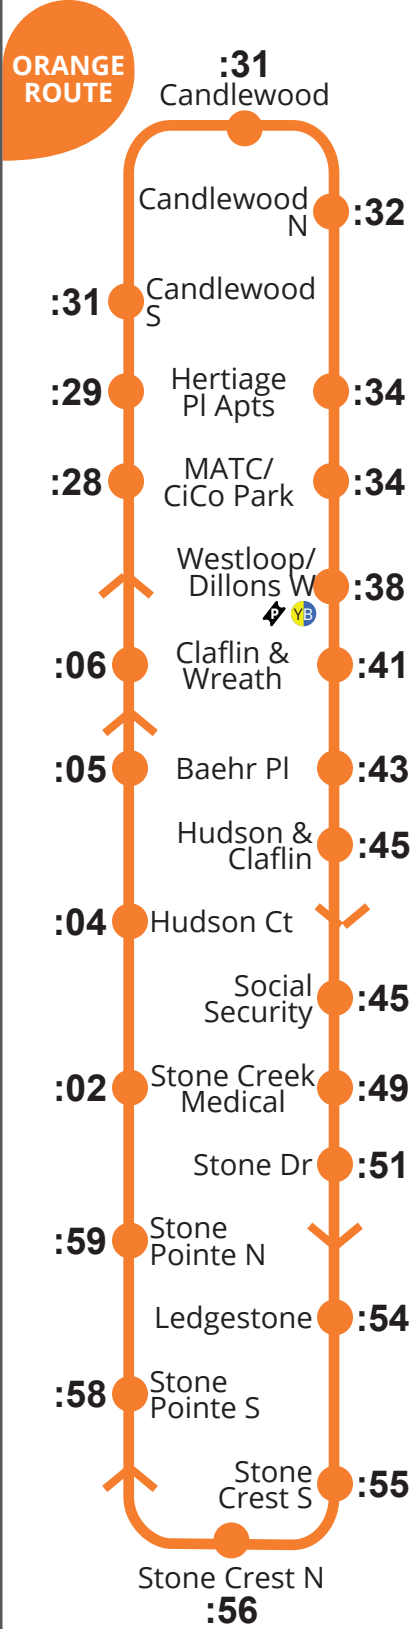 ORANGE
ROUTE
:31
Candlewood
Candlewood
N
:32
:31
Candlewood
S
:29
Hertiage
Pl Apts
:34
:28
MATC/
CiCo Park
:34
Westloop/
Dillons W
:38
P
YB
:06
Claflin &
Wreath
:41
:05
Baehr Pl
:43
Hudson &
Claflin
:45
:04
Hudson Ct
Social
Security
:45
:02
Stone Creek
Medical
:49
Stone Dr
:51
:59
Stone
Pointe N
Ledgestone
:54
:58
Stone
Pointe S
Stone
Crest S
:55
Stone Crest N
:56